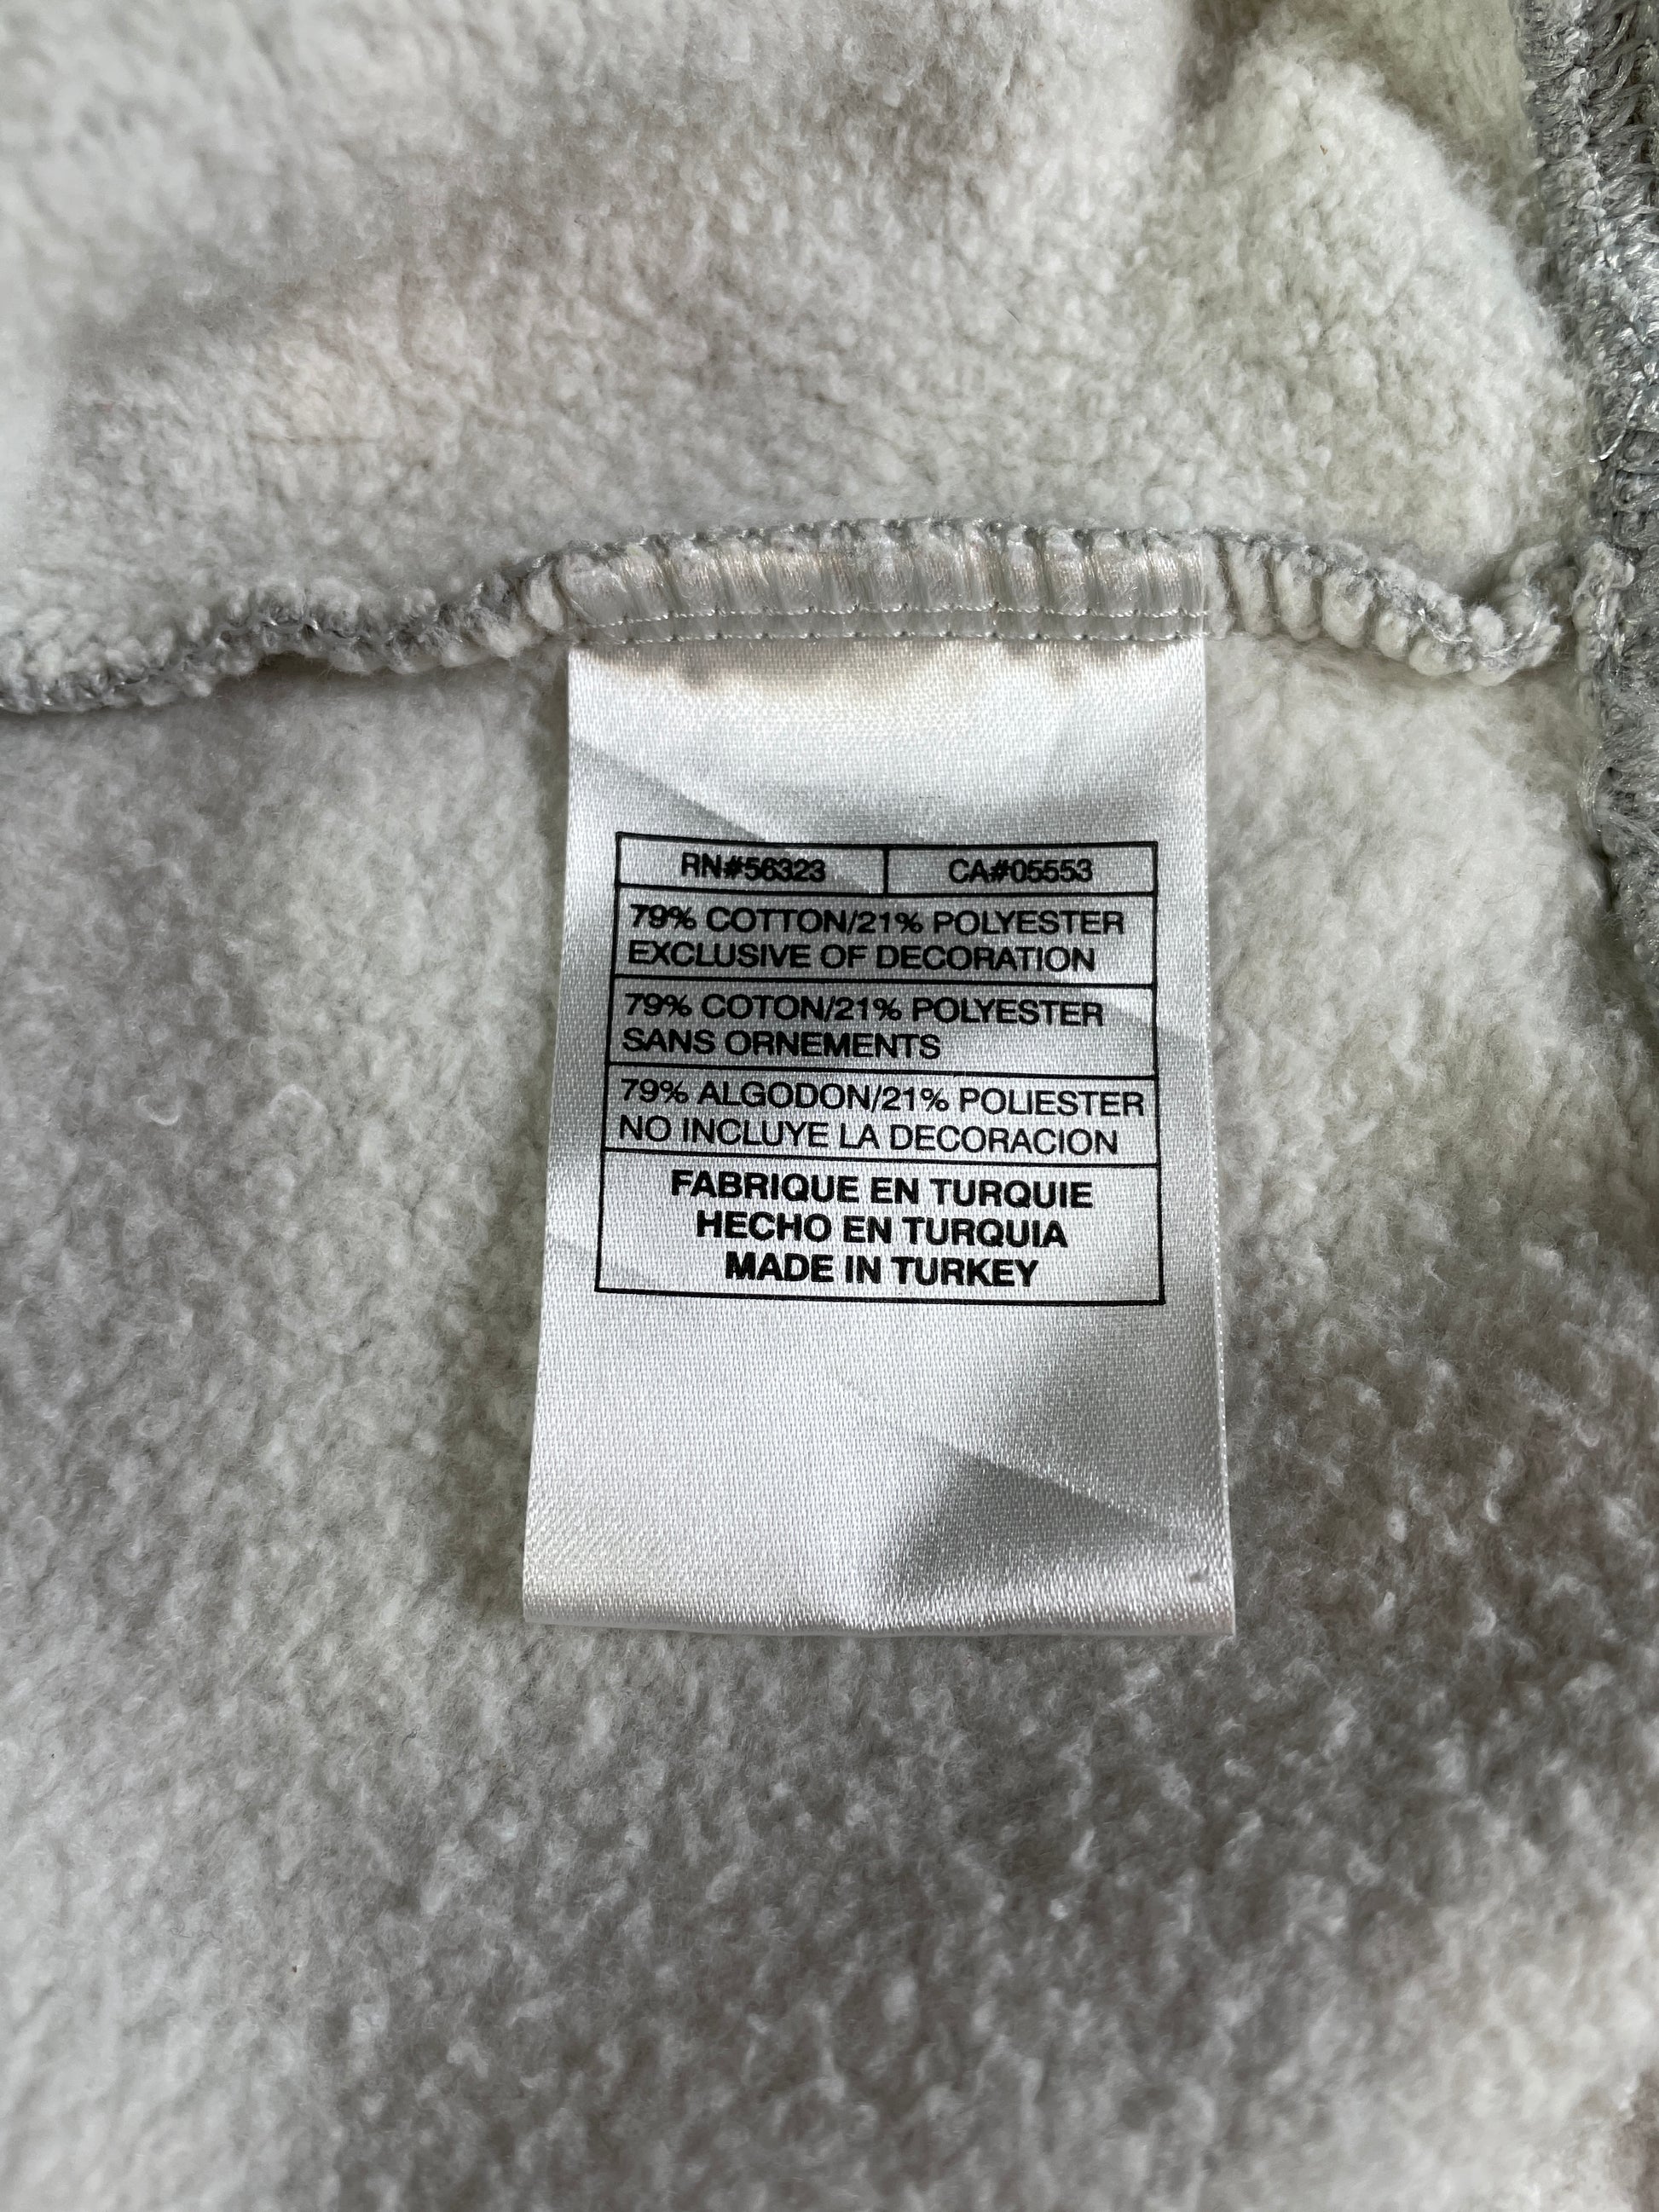 RN#56323 CA#05553
79% COTTON/21% POLYESTER
EXCLUSIVE OF DECORATION
79% COTON/21% POLYESTER
SANS ORNEMENTS
79% ALGODON/21% POLIESTER
NO INCLUYE LA DECORACION
FABRIQUE EN TURQUIE
HECHO EN TURQUIA
MADE IN TURKEY